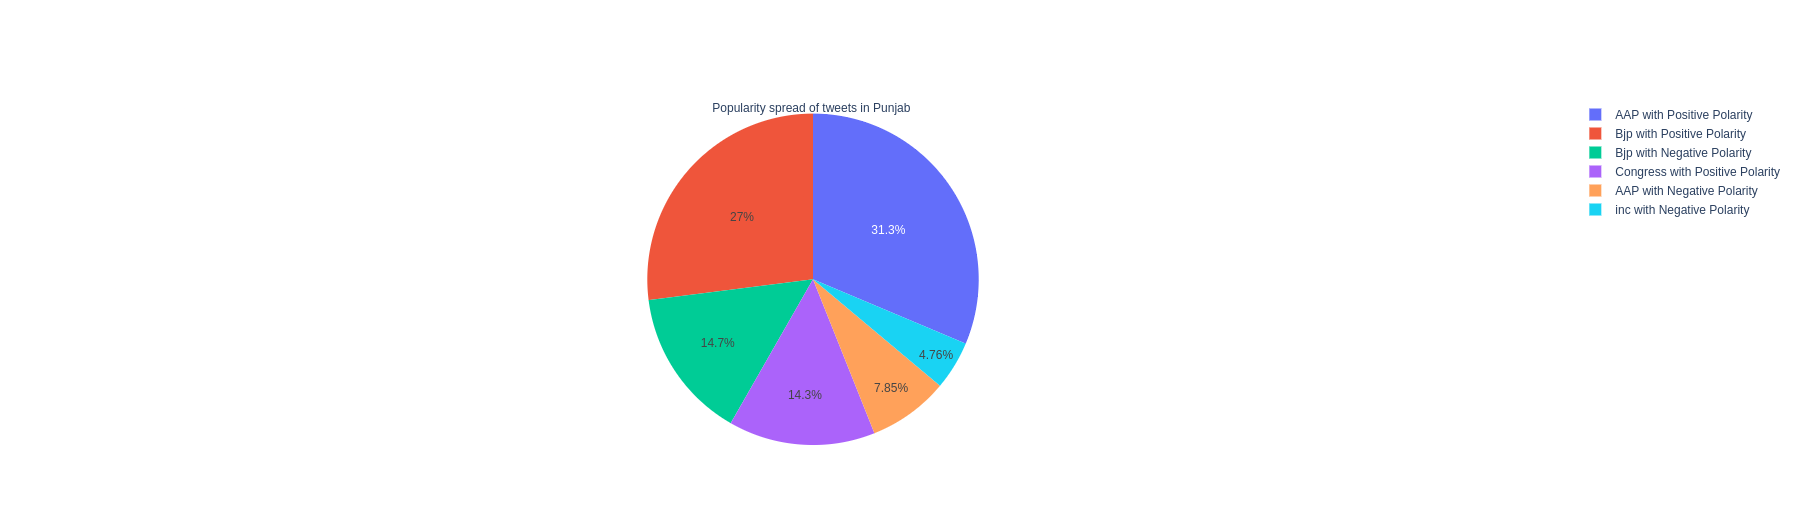 Popularity spread of tweets in Punjab
31.3%
27%
14.7%
14.3%
7.85%
4.76%
AAP with Positive Polarity
Bjp with Positive Polarity
Bjp with Negative Polarity
Congress with Positive Polarity
AAP with Negative Polarity
inc with Negative Polarity